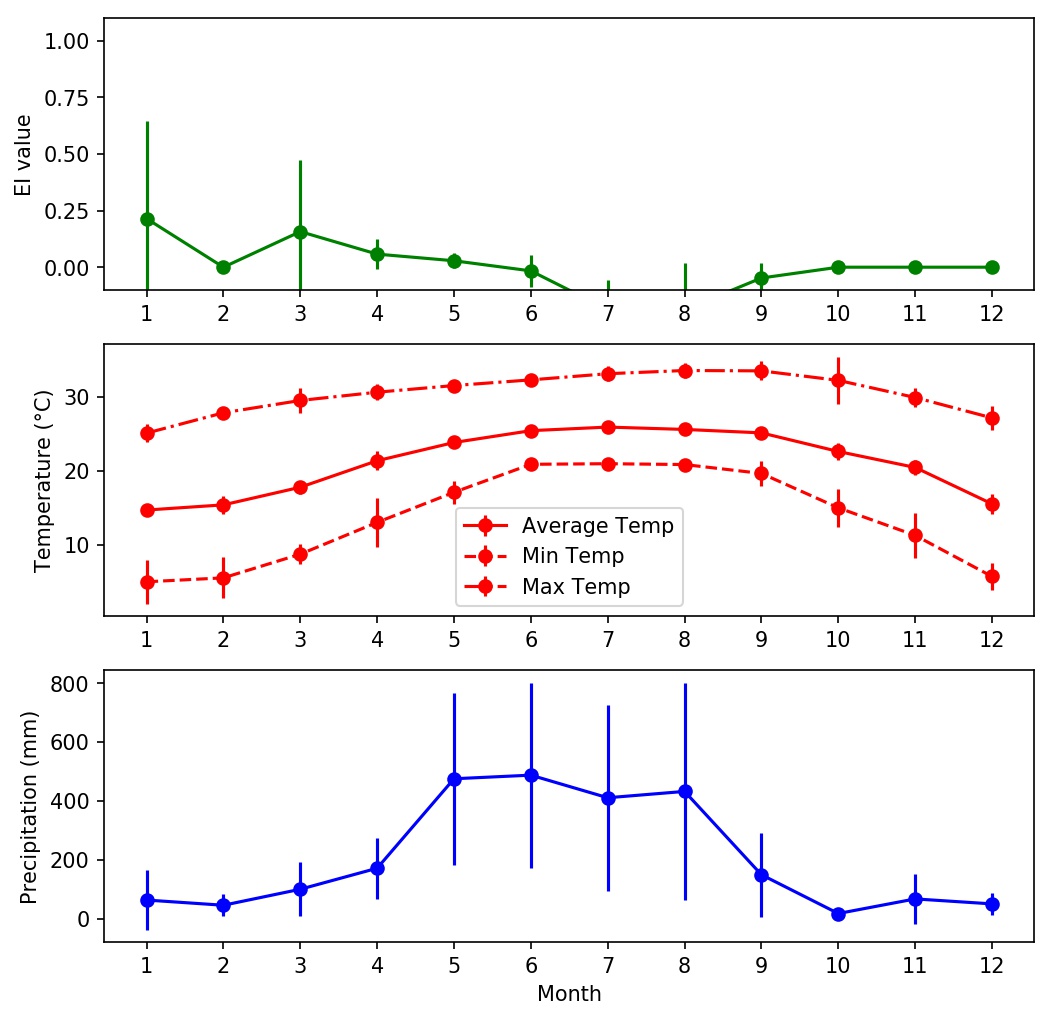 EI value
1.00
0.75
0.50
0.25
0.00
1 2 3 4 5 6 7 8 9 10 11 12
Temperature (°C)
30
20
10
Average Temp
Min Temp
Max Temp
1 2 3 4 5 6 7 8 9 10 11 12
Precipitation (mm)
800
600
400
200
0
1 2 3 4 5 6 7 8 9 10 11 12
Month